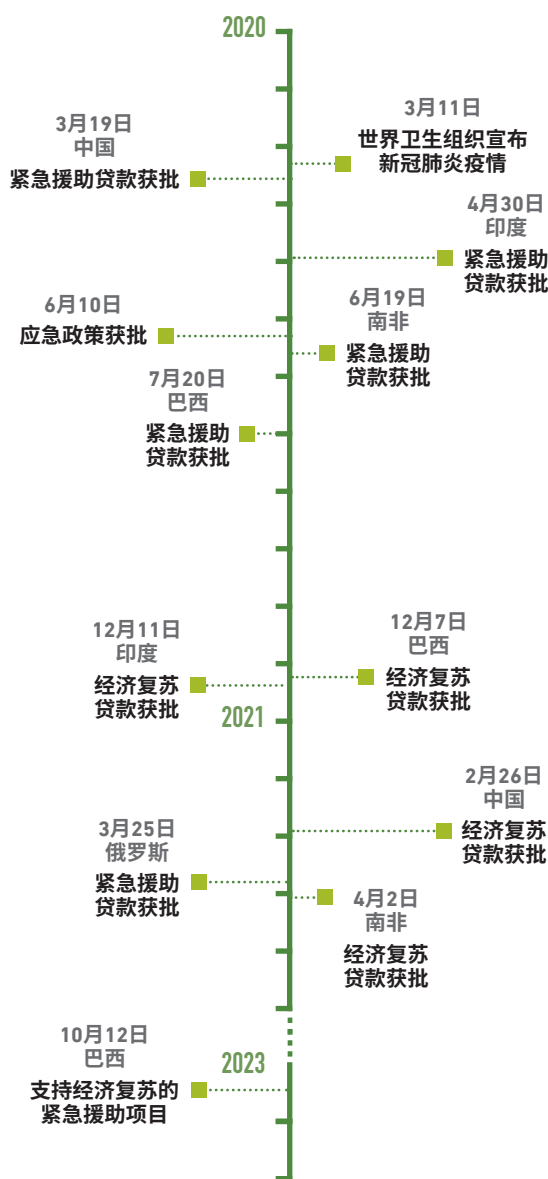 2020
3月11日
世界卫生组织宣布
新冠肺炎疫情
3月19日
中国
紧急援助贷款获批
4月30日
印度
紧急援助
贷款获批
6月10日
应急政策获批
6月19日
南非
紧急援助
贷款获批
7月20日
巴西
紧急援助
贷款获批
12月7日
巴西
经济复苏
贷款获批
12月11日
印度
经济复苏
贷款获批
2021
2月26日
中国
经济复苏
贷款获批
3月25日
俄罗斯
紧急援助
贷款获批
4月2日
南非
经济复苏
贷款获批
2023
10月12日
巴西
支持经济复苏的
紧急援助项目